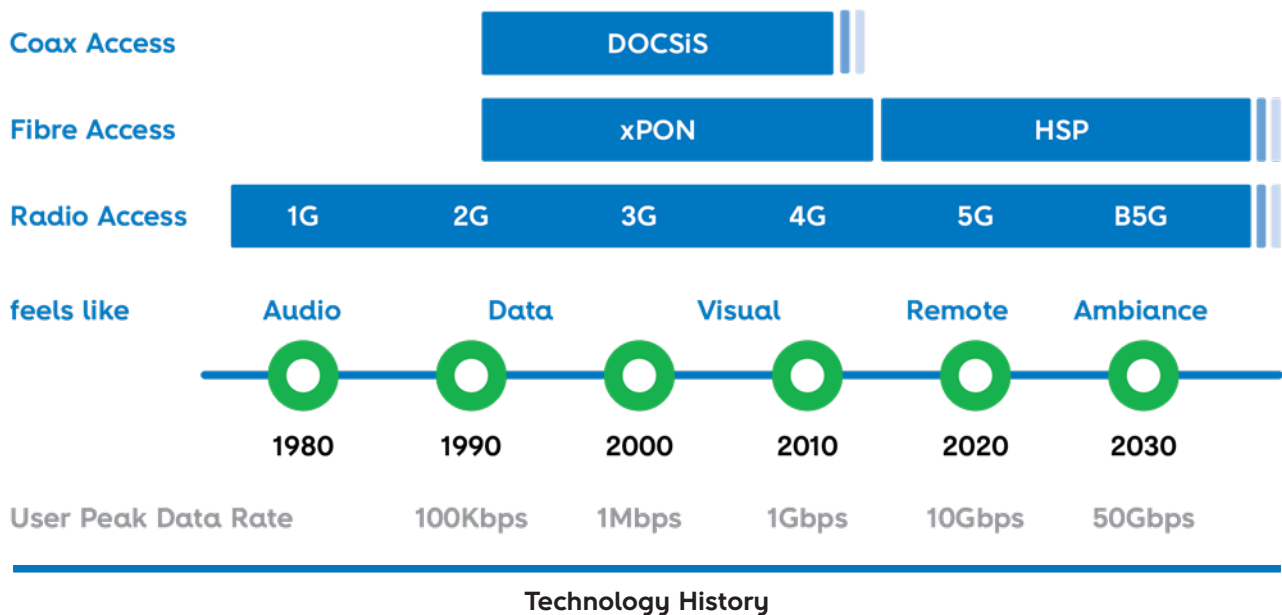 Coax Access DOCSiS
Fibre Access xPON HSP
Radio Access 1G 2G 3G 4G 5G B5G
feels like Audio Data Visual Remote Ambiance
1980 1990 2000 2010 2020 2030
User Peak Data Rate 100Kbps 1Mbps 1Gbps 10Gbps 50Gbps
Technology History